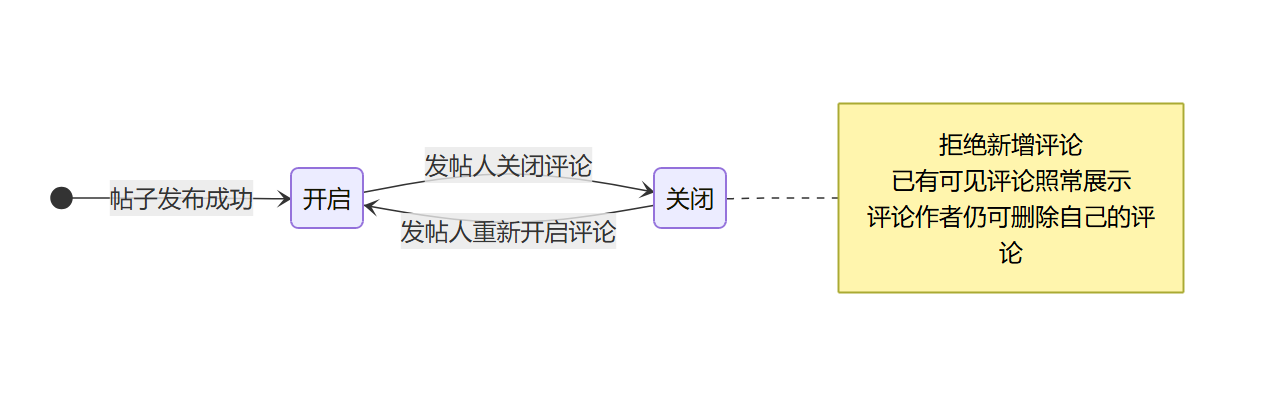 帖子发布成功
开启
发帖人关闭评论
发帖人重新开启评论
关闭
拒绝新增评论
已有可见评论照常展示
评论作者仍可删除自己的评
论